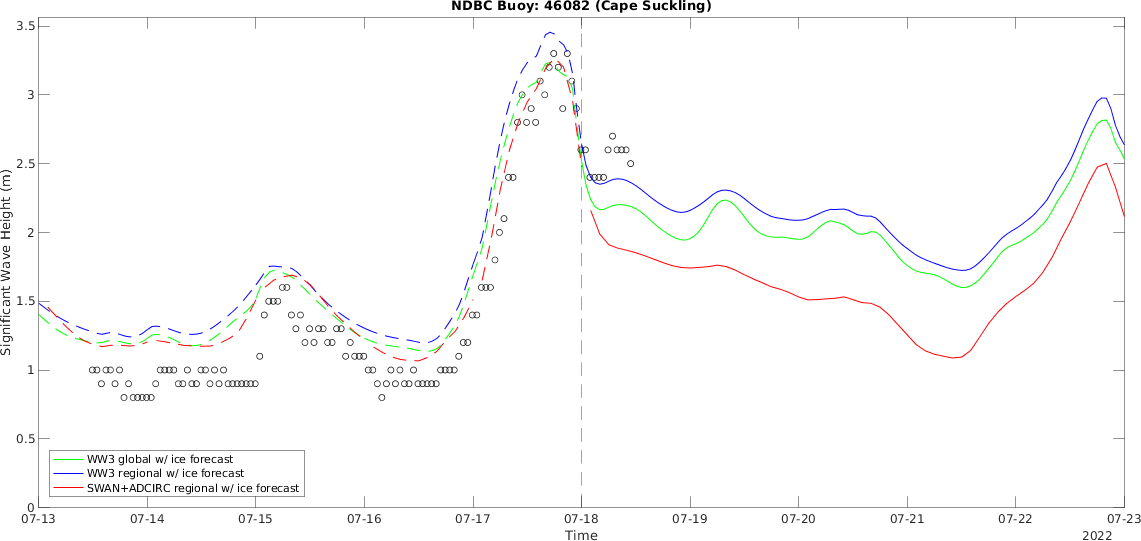 NDBC Buoy: 46082 (Cape Suckling)
3.5
3
2.5
2
1.5
1
0.5
0
Significant Wave Height (m)
WW3 global w/ ice forecast
WW3 regional w/ ice forecast
SWAN+ADCIRC regional w/ ice forecast
07-13 07-14 07-15 07-16 07-17 07-18 07-19 07-20 07-21 07-22 07-23
Time
2022